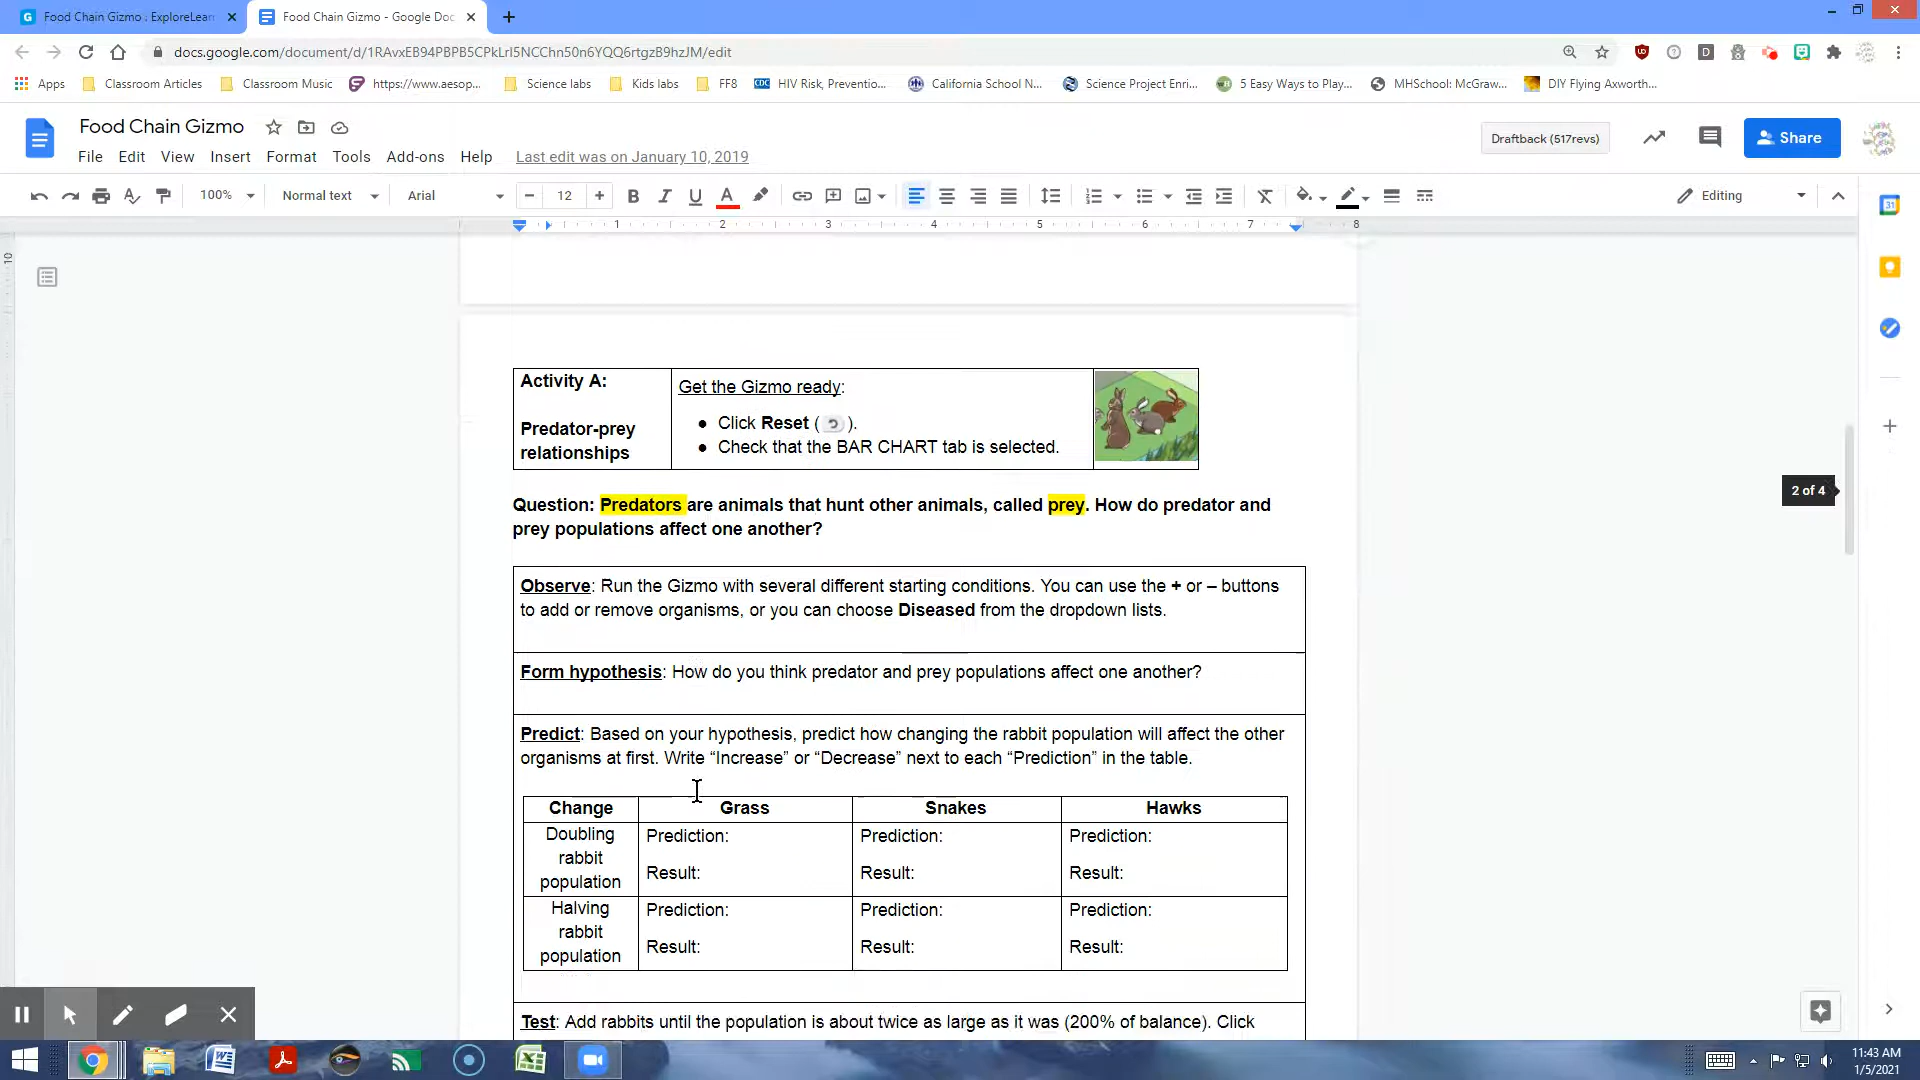 Food Chain Gizmo : ExploreLear
Food Chain Gizmo - Google Doc
docs.google.com/document/d/1RAvxEB94PBPB5CPkLrI5NCChn50n6YQQ6rtgzB9hzJM/edit
Apps Classroom Articles Classroom Music https://www.aesop... Science labs Kids labs FF8 HIV Risk, Preventio... California School N... Science Project Enri... 5 Easy Ways to Play... MHSchool: McGraw... DIY Flying Axworth...
Food Chain Gizmo
Draftback (517revs)
Share
File Edit View Insert Format Tools Add-ons Help Last edit was on January 10, 2019
100% Normal text Arial 12 Editing
1 2 3 4 5 6 7 8
10
Activity A:
Predator-prey
relationships
Get the Gizmo ready:
● Click Reset ( ).
● Check that the BAR CHART tab is selected.
2 of 4
Question: Predators are animals that hunt other animals, called prey. How do predator and
prey populations affect one another?
Observe: Run the Gizmo with several different starting conditions. You can use the + or – buttons
to add or remove organisms, or you can choose Diseased from the dropdown lists.
Form hypothesis: How do you think predator and prey populations affect one another?
Predict: Based on your hypothesis, predict how changing the rabbit population will affect the other
organisms at first. Write “Increase” or “Decrease” next to each “Prediction” in the table.
Change Grass Snakes Hawks
Doubling
rabbit
population
Prediction: Prediction: Prediction:
Result: Result: Result:
Halving
rabbit
population
Prediction: Prediction: Prediction:
Result: Result: Result:
Test: Add rabbits until the population is about twice as large as it was (200% of balance). Click
11:43 AM
1/5/2021